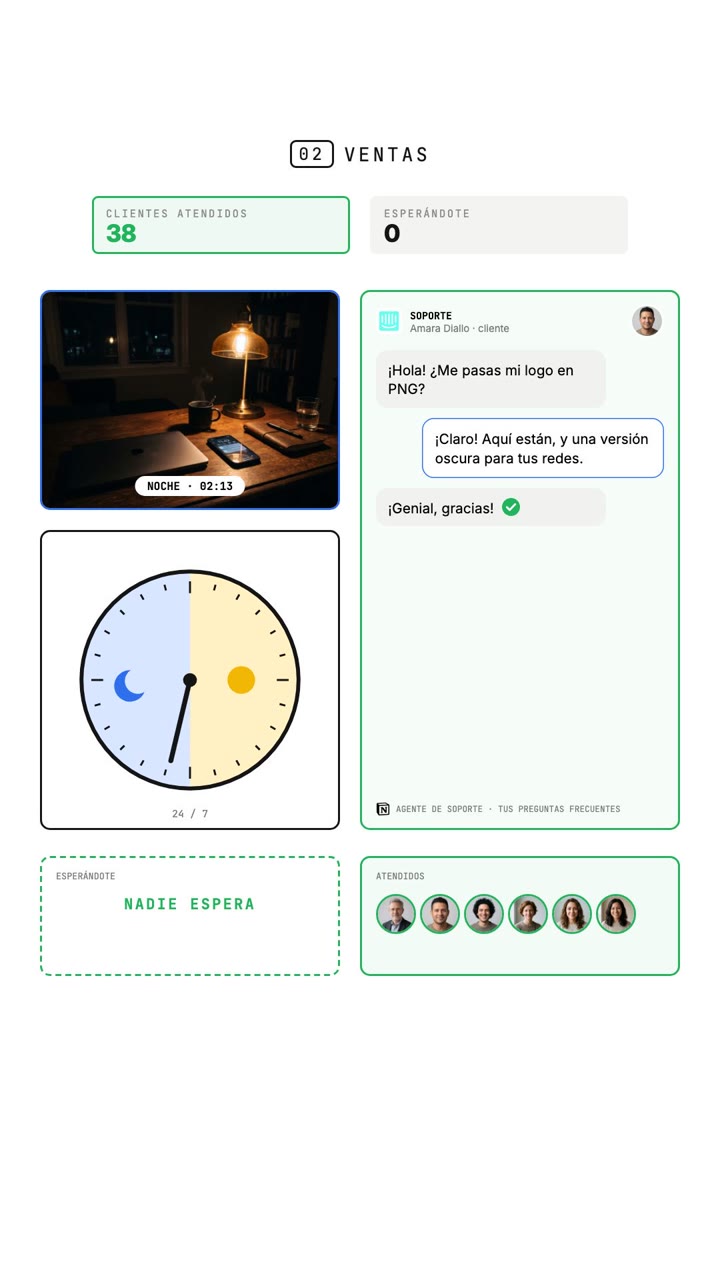 02 VENTAS
CLIENTES ATENDIDOS
38
ESPERÁNDOTE
0
NOCHE · 02:13
24 / 7
SOPORTE
Amara Diallo · cliente
¡Hola! ¿Me pasas mi logo en
PNG?
¡Claro! Aquí están, y una versión
oscura para tus redes.
¡Genial, gracias!
N AGENTE DE SOPORTE · TUS PREGUNTAS FRECUENTES
ESPERÁNDOTE
NADIE ESPERA
ATENDIDOS